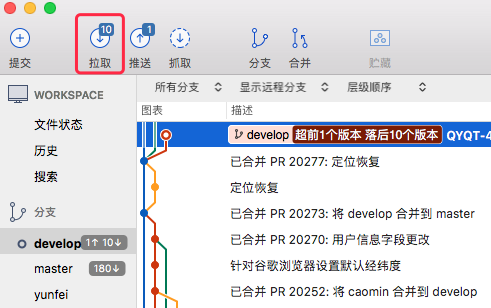 10 1
提交 拉取 推送 抓取 分支 合并 贮藏
所有分支 显示远程分支 层级顺序
WORKSPACE
图表 描述
文件状态
develop 超前1个版本 落后10个版本 QYQT-4
历史
已合并 PR 20277: 定位恢复
搜索
定位恢复
分支
已合并 PR 20273: 将 develop 合并到 master
develop 1↑ 10↓
已合并 PR 20270: 用户信息字段更改
master 180↓
针对谷歌浏览器设置默认经纬度
yunfei
已合并 PR 20252: 将 caomin 合并到 develop